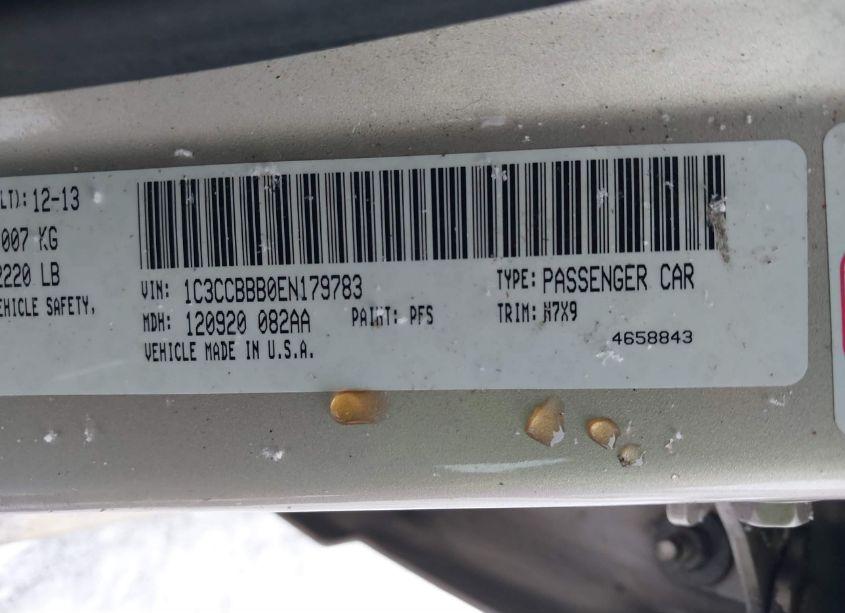 LT): 12-13
007 KG
2220 LB
EHICLE SAFETY,
VIN: 1C3CCBBB0EN179783
TYPE: PASSENGER CAR
MDH: 120920 082AA
PAINT: PFS
TRIM: N7X9
VEHICLE MADE IN U.S.A.
4658843